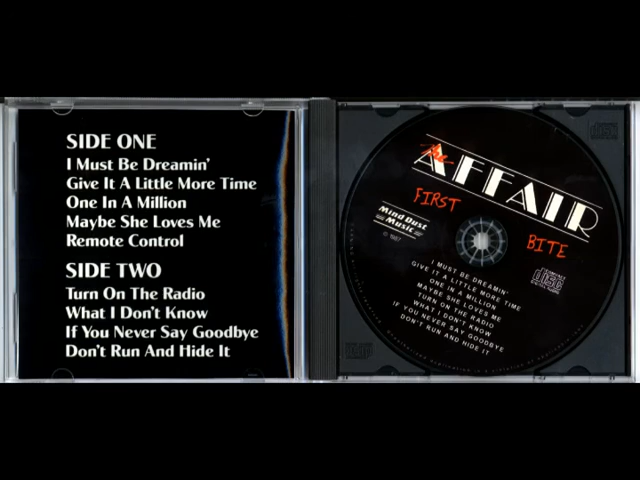 SIDE ONE
I Must Be Dreamin'
Give It A Little More Time
One In A Million
Maybe She Loves Me
Remote Control
SIDE TWO
Turn On The Radio
What I Don't Know
If You Never Say Goodbye
Don't Run And Hide It
the
AFFAIR
FIRST
BITE
Mind Dust
Music
© 1987
I MUST BE DREAMIN'
GIVE IT A LITTLE MORE TIME
ONE IN A MILLION
MAYBE SHE LOVES ME
TURN ON THE RADIO
WHAT I DON'T KNOW
IF YOU NEVER SAY GOODBYE
DON'T RUN AND HIDE IT
COMPACT
disc